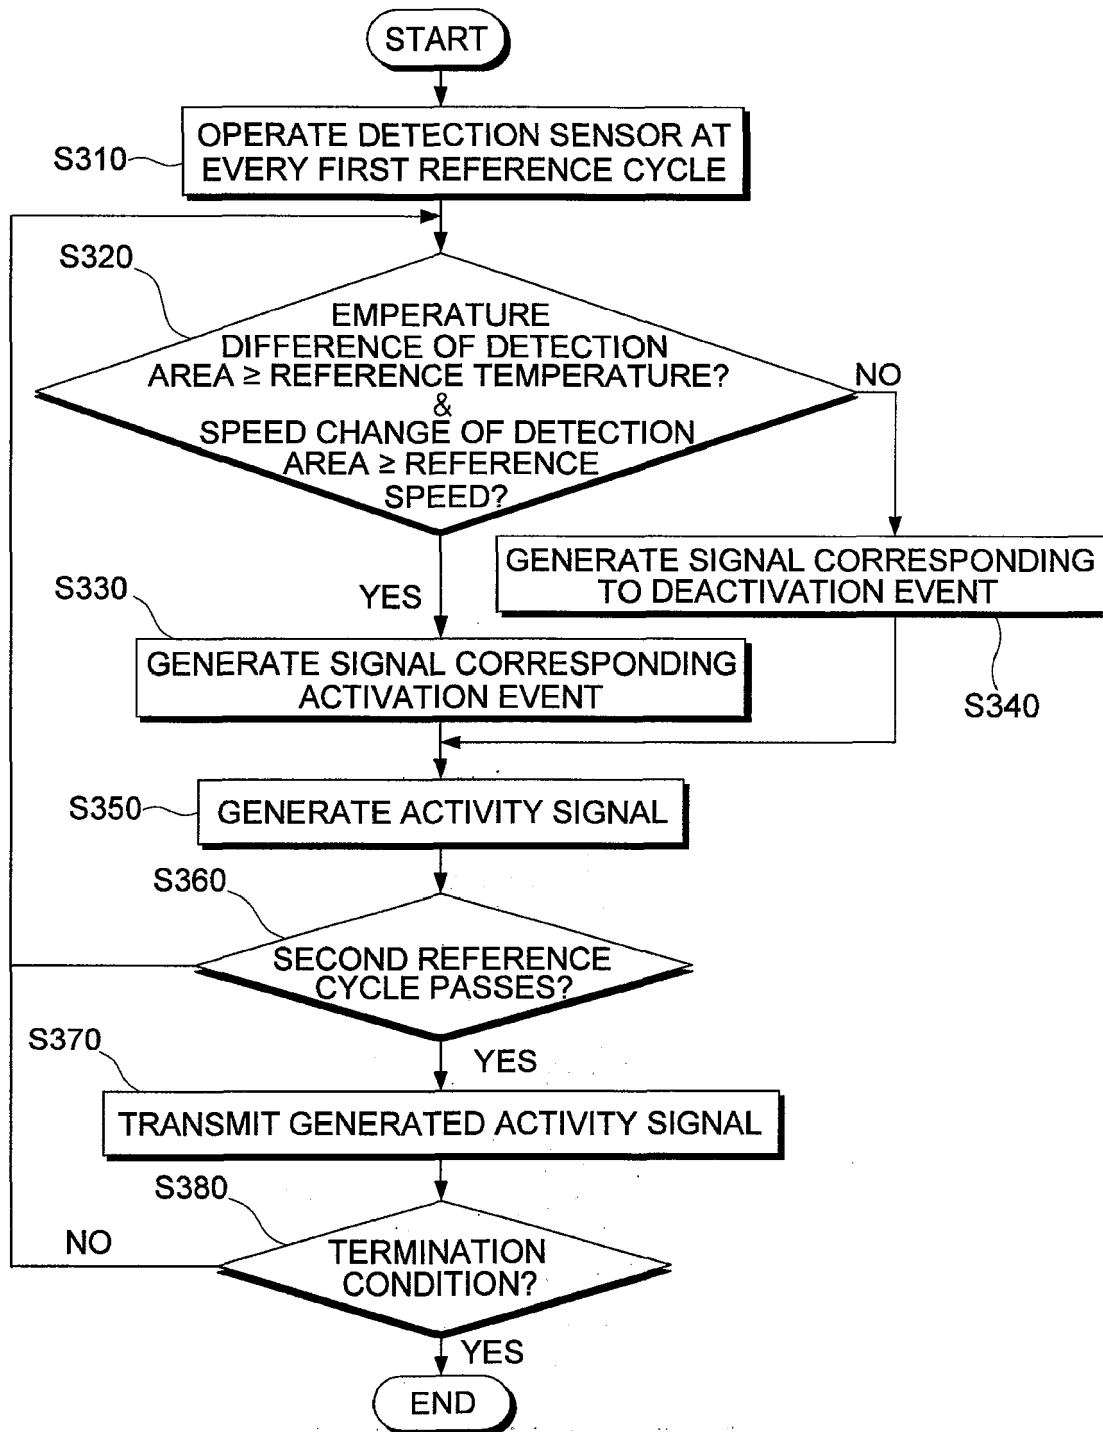 START
S310
OPERATE DETECTION SENSOR AT
EVERY FIRST REFERENCE CYCLE
S320
EMPERATURE
DIFFERENCE OF DETECTION
AREA ≥ REFERENCE TEMPERATURE?
&
SPEED CHANGE OF DETECTION
AREA ≥ REFERENCE
SPEED?
NO
S330
YES
GENERATE SIGNAL CORRESPONDING
TO DEACTIVATION EVENT
S340
GENERATE SIGNAL CORRESPONDING
ACTIVATION EVENT
S350
GENERATE ACTIVITY SIGNAL
S360
SECOND REFERENCE
CYCLE PASSES?
S370
YES
TRANSMIT GENERATED ACTIVITY SIGNAL
S380
NO
TERMINATION
CONDITION?
YES
END